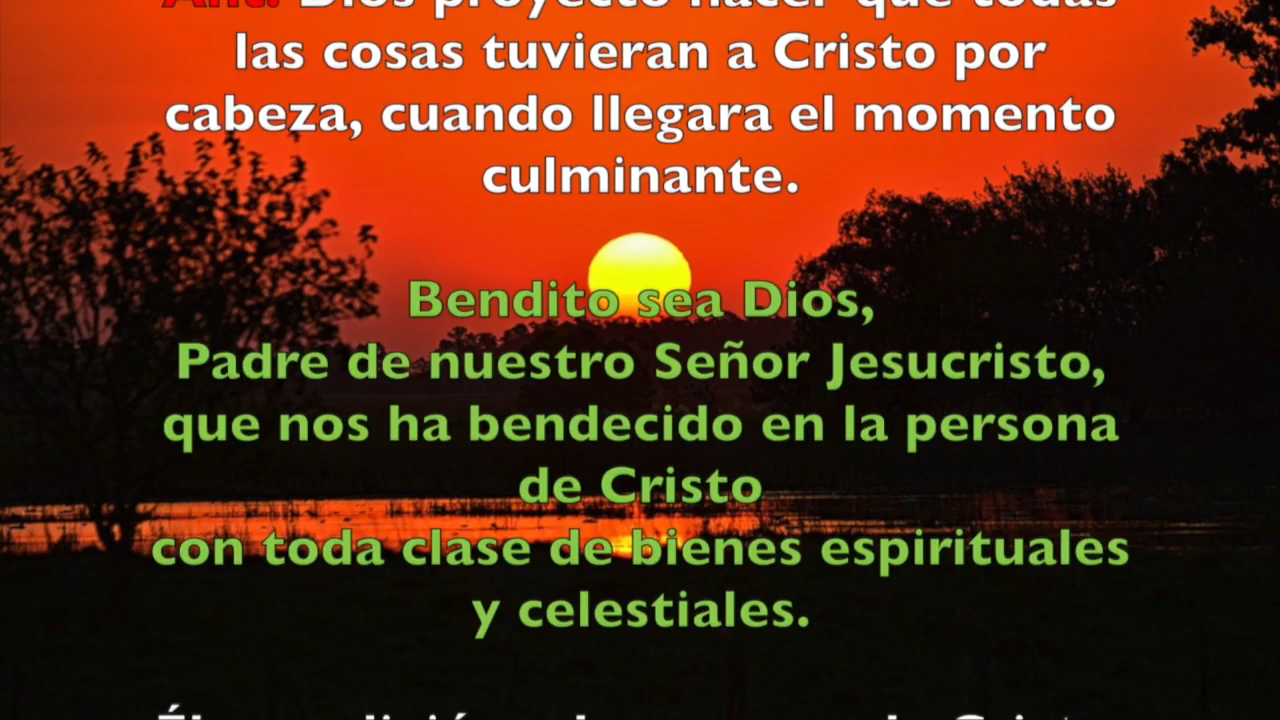 Ant. Dios proyectó hacer que todas
las cosas tuvieran a Cristo por
cabeza, cuando llegara el momento
culminante.
Bendito sea Dios,
Padre de nuestro Señor Jesucristo,
que nos ha bendecido en la persona
de Cristo
con toda clase de bienes espirituales
y celestiales.
Él